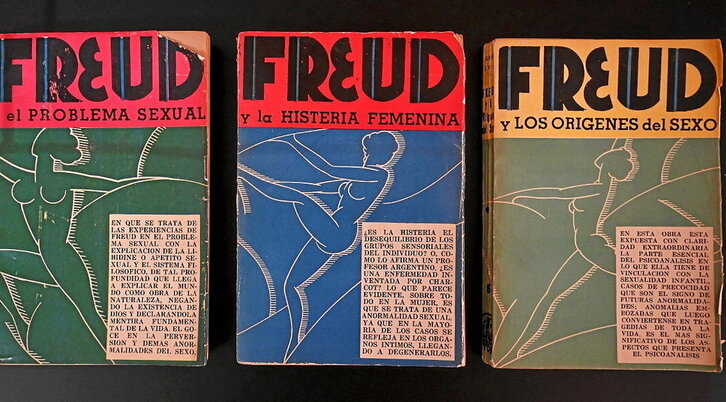 FREUD
el PROBLEMA SEXUAL
EN QUE SE TRATA DE
LAS EXPERIENCIAS DE
FREUD EN EL PROBLE-
MA SEXUAL CON LA
EXPLICACION DE LA LI-
BIDINE O APETITO SE-
XUAL Y EL SISTEMA FI-
LOSOFICO, DE TAL PRO-
FUNDIDAD QUE LLEGA
A EXPLICAR EL MUN-
DO COMO OBRA DE LA
NATURALEZA, NEGAN-
DO LA EXISTENCIA DE
DIOS Y DECLARANDOLA
MENTIRA FUNDAMEN-
TAL DE LA VIDA. EL GO-
CE EN LA PERVER-
SION Y DEMAS ANOR-
MALIDADES DEL SEXO.
FREUD
y la HISTERIA FEMENINA
¿ES LA HISTERIA EL
DESEQUILIBRIO DE LOS
GRUPOS SENSORIALES
DEL INDIVIDUO? O, CO-
MO LO AFIRMA UN PRO-
FESOR ARGENTINO, ¿ES
UNA ENFERMEDAD IN-
VENTADA POR CHAR-
COT? LO QUE PARECE
EVIDENTE, SOBRE TO-
DO EN LA MUJER, ES
QUE SE TRATA DE UNA
ANORMALIDAD SEXUAL
YA QUE EN LA MAYO-
RIA DE LOS CASOS SE
REFLEJA EN LOS ORGA-
NOS INTIMOS, LLEGAN-
DO A DEGENERARLOS.
FREUD
y LOS ORIGENES del SEXO
EN ESTA OBRA ESTA
EXPUESTA CON CLARI-
DAD EXTRAORDINARIA
LA PARTE ESENCIAL
DEL PSICOANALISIS EN
LO QUE ELLA TIENE DE
VINCULACION CON LA
SEXUALIDAD INFANTIL.
CASOS DE PRECOCIDAD
QUE SON SIGNO DE
FUTURAS ANORMALIDA-
DES; ANOMALIAS EM-
BOZADAS QUE LUEGO
CONVIERTENSE EN TRA-
GEDIAS DE TODA LA
VIDA. ES EL MAS SIG-
NIFICATIVO DE LOS AS-
PECTOS QUE PRESENTA
EL PSICOANALISIS